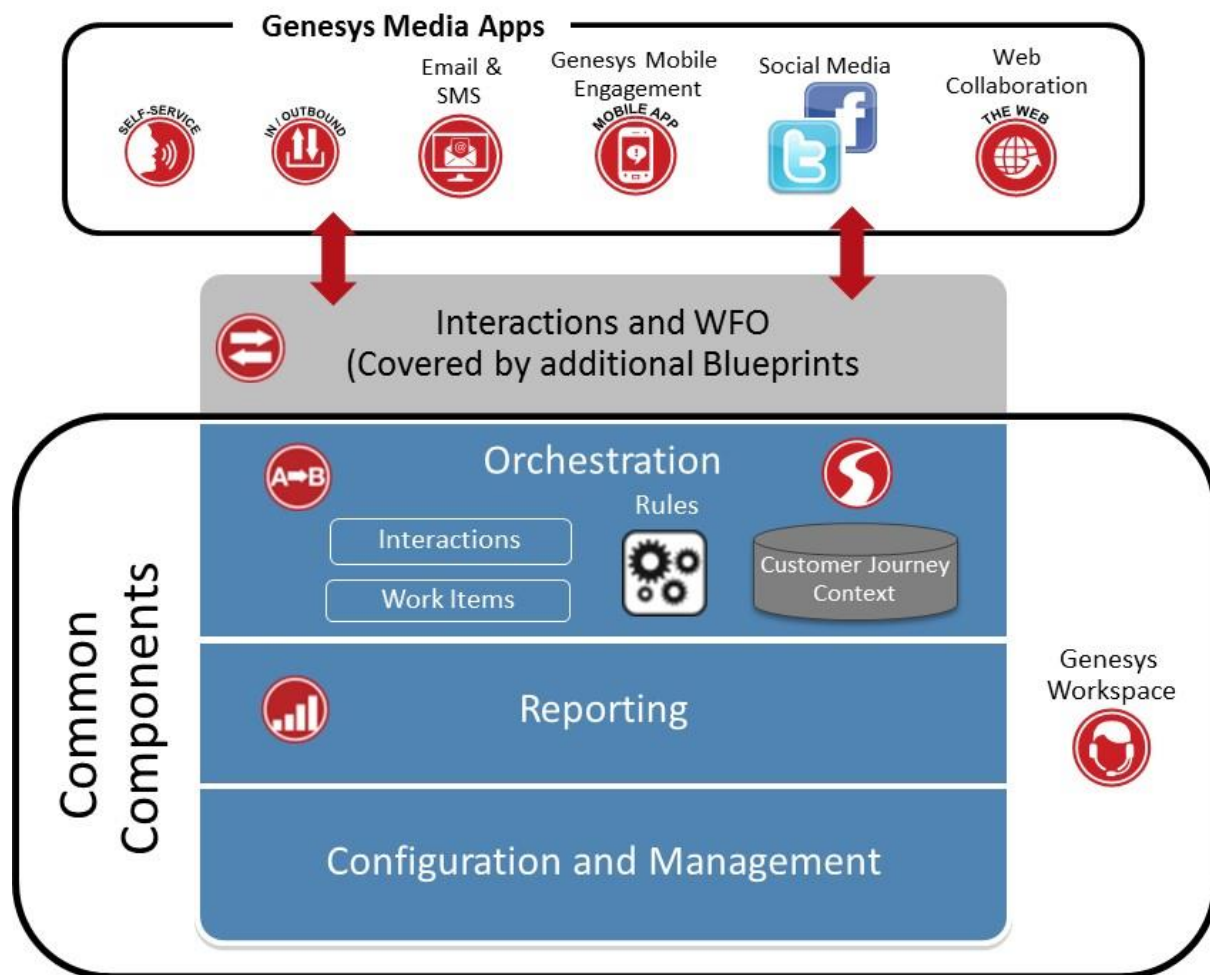 Genesys Media Apps
SELF-SERVICE
IN / OUTBOUND
Email &
SMS
@
Genesys Mobile
Engagement
MOBILE APP
!
Social Media
f
t
Web
Collaboration
THE WEB
Interactions and WFO
(Covered by additional Blueprints
Common
Components
A➡B
Orchestration
Interactions
Work Items
Rules
Customer Journey
Context
Reporting
Configuration and Management
Genesys
Workspace